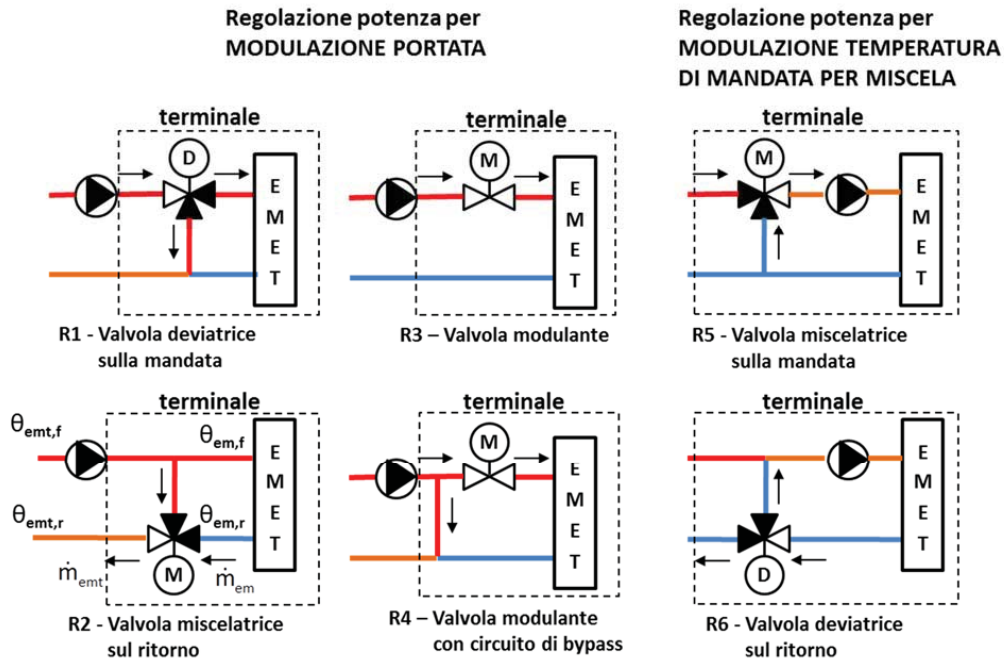 Regolazione potenza per
MODULAZIONE PORTATA
Regolazione potenza per
MODULAZIONE TEMPERATURA
DI MANDATA PER MISCELA
terminale
D
E
M
E
T
R1 - Valvola deviatrice
sulla mandata
terminale
M
E
M
E
T
R3 – Valvola modulante
terminale
M
E
M
E
T
R5 - Valvola miscelatrice
sulla mandata
terminale
θemt,f
θem,f
θemt,r
θem,r
ṁemt
M
ṁem
E
M
E
T
R2 - Valvola miscelatrice
sul ritorno
terminale
M
E
M
E
T
R4 – Valvola modulante
con circuito di bypass
terminale
D
E
M
E
T
R6 - Valvola deviatrice
sul ritorno